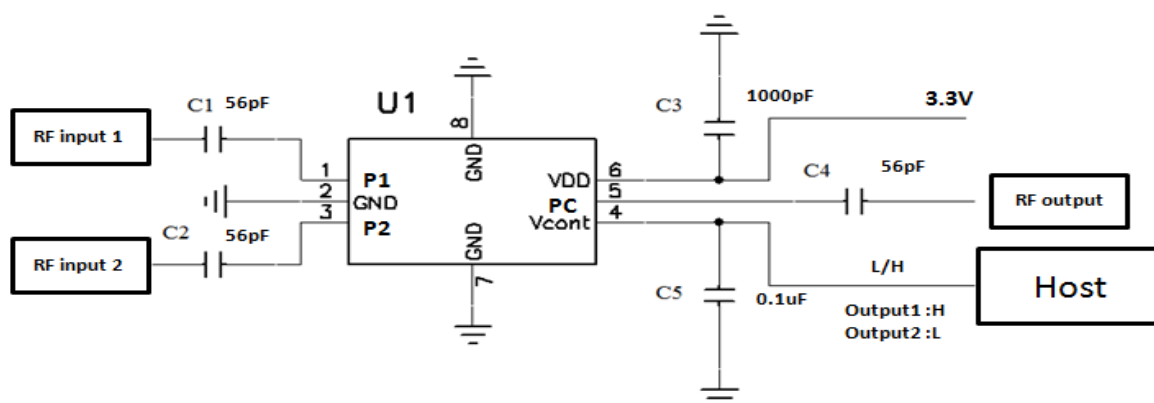 C1 56pF
RF input 1
U1
8
GND
1
P1
2
GND
3
P2
C2 56pF
RF input 2
GND
7
VDD
6
PC
5
Vcont
4
C3
1000pF
3.3V
C4
56pF
RF output
C5
0.1uF
L/H
Output1 :H
Output2 :L
Host